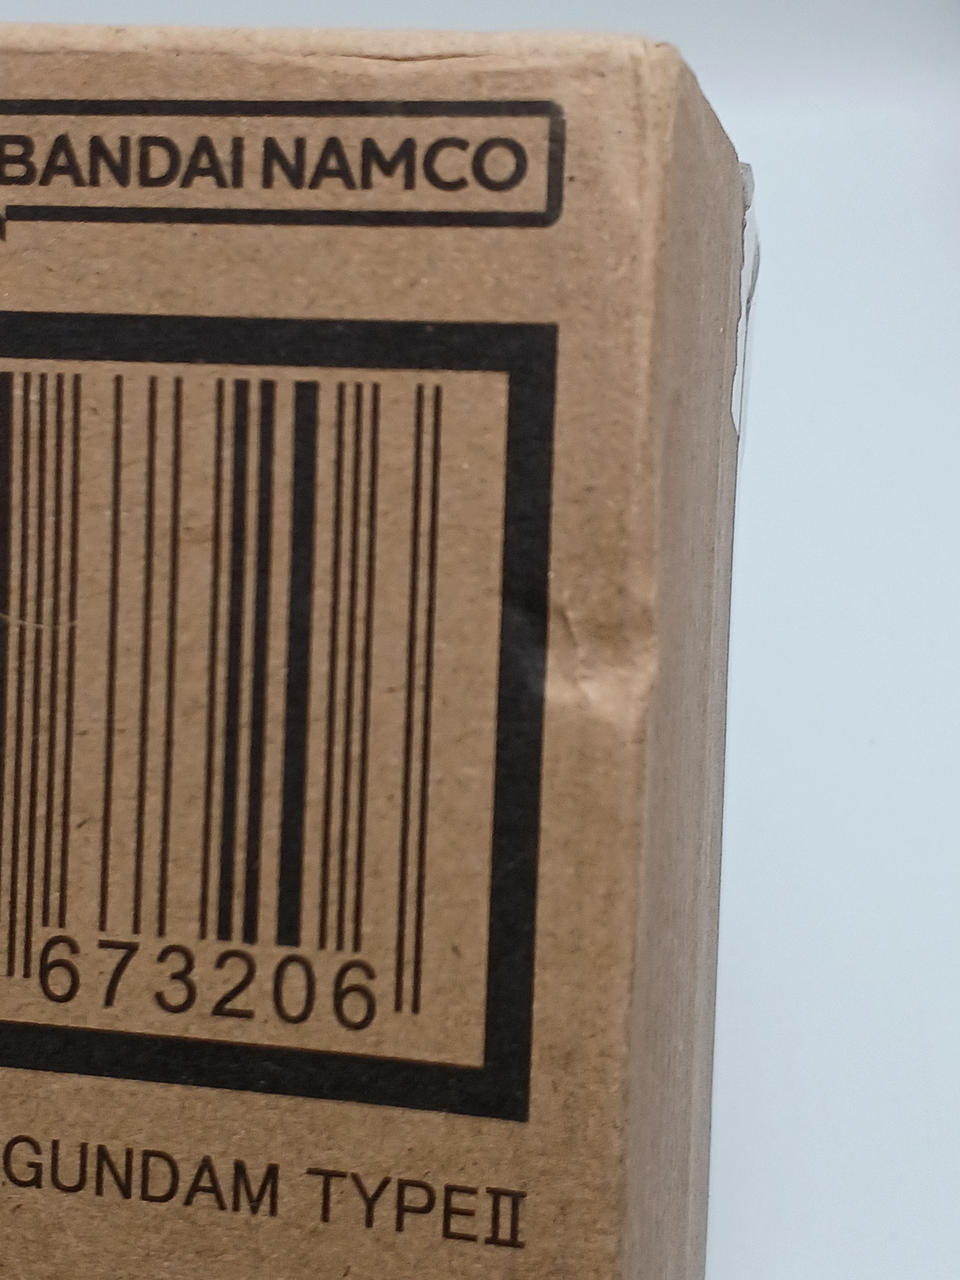 BANDAI NAMCO
673206
GUNDAM TYPEⅡ